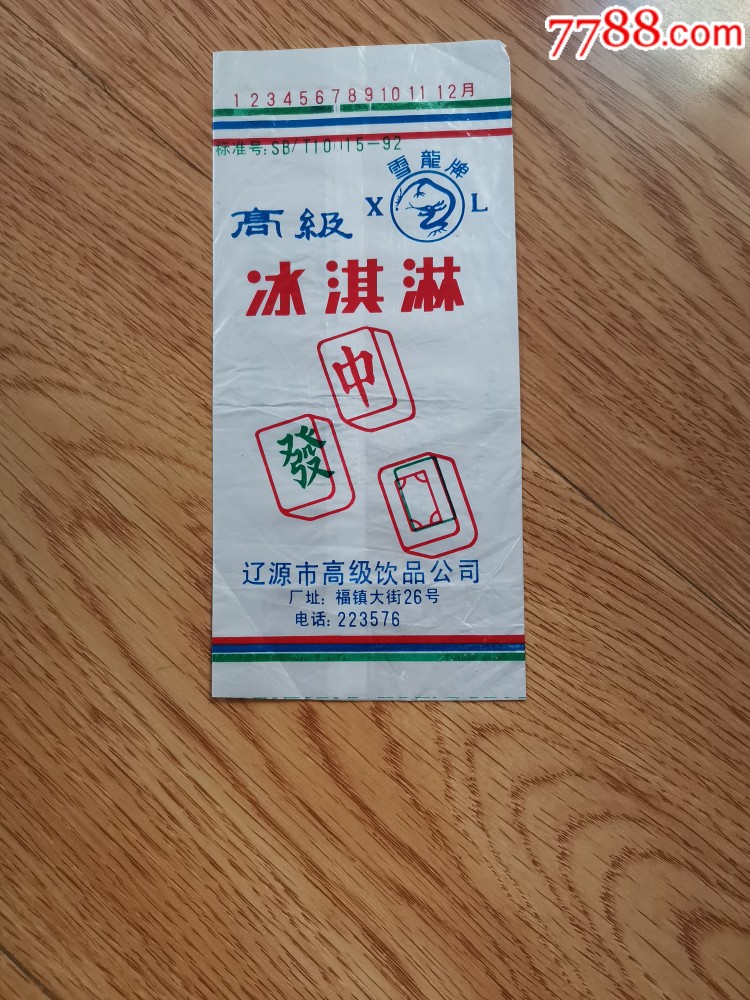 7788.com
1 2 3 4 5 6 7 8 9 10 11 12月
标准号:SB/T10115-92
雪龍牌
X L
高級
冰淇淋
中
發
辽源市高级饮品公司
厂址:福镇大街26号
电话:223576